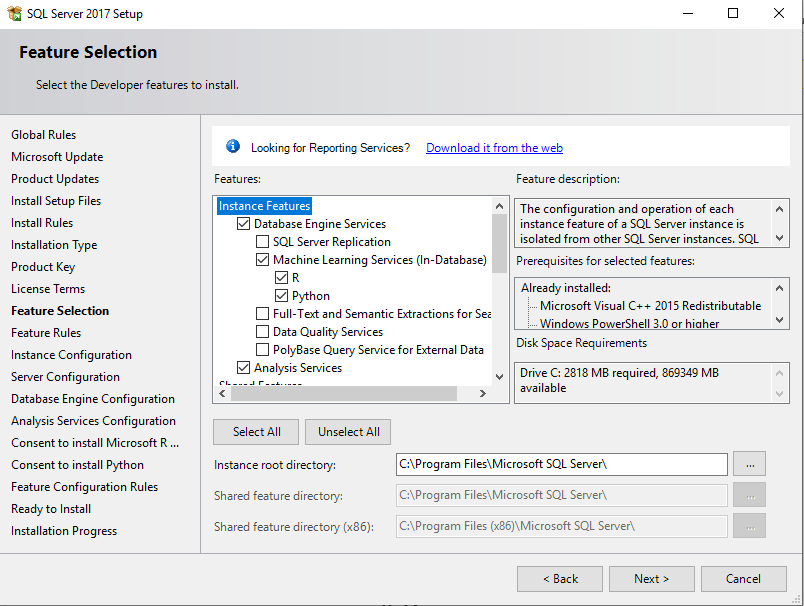 SQL Server 2017 Setup
Feature Selection
Select the Developer features to install.
Global Rules
Microsoft Update
Product Updates
Install Setup Files
Install Rules
Installation Type
Product Key
License Terms
Feature Selection
Feature Rules
Instance Configuration
Server Configuration
Database Engine Configuration
Analysis Services Configuration
Consent to install Microsoft R ...
Consent to install Python
Feature Configuration Rules
Ready to Install
Installation Progress
Looking for Reporting Services? Download it from the web
Features:
Instance Features
Database Engine Services
SQL Server Replication
Machine Learning Services (In-Database)
R
Python
Full-Text and Semantic Extractions for Sea
Data Quality Services
PolyBase Query Service for External Data
Analysis Services
Shared Features
Feature description:
The configuration and operation of each
instance feature of a SQL Server instance is
isolated from other SQL Server instances. SQL
Prerequisites for selected features:
Already installed:
Microsoft Visual C++ 2015 Redistributable
Windows PowerShell 3.0 or higher
Disk Space Requirements
Drive C: 2818 MB required, 869349 MB
available
Select All
Unselect All
Instance root directory: C:\Program Files\Microsoft SQL Server\ ...
Shared feature directory: C:\Program Files\Microsoft SQL Server\ ...
Shared feature directory (x86): C:\Program Files (x86)\Microsoft SQL Server\ ...
< Back
Next >
Cancel